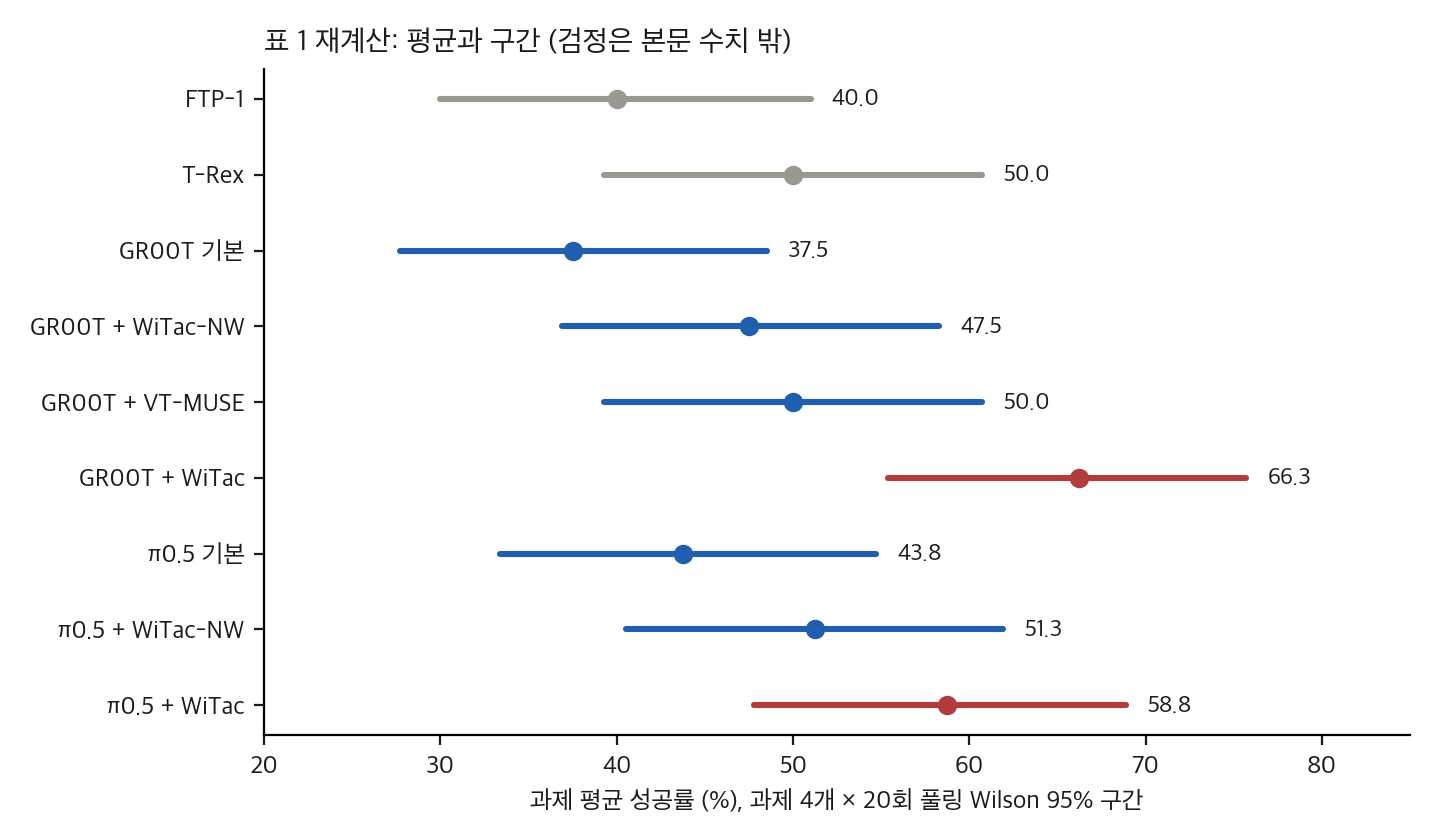 표 1 재계산: 평균과 구간 (검정은 본문 수치 밖)
FTP-1
40.0
T-Rex
50.0
GR00T 기본
37.5
GR00T + WiTac-NW
47.5
GR00T + VT-MUSE
50.0
GR00T + WiTac
66.3
π0.5 기본
43.8
π0.5 + WiTac-NW
51.3
π0.5 + WiTac
58.8
20 30 40 50 60 70 80
과제 평균 성공률 (%), 과제 4개 × 20회 풀링 Wilson 95% 구간